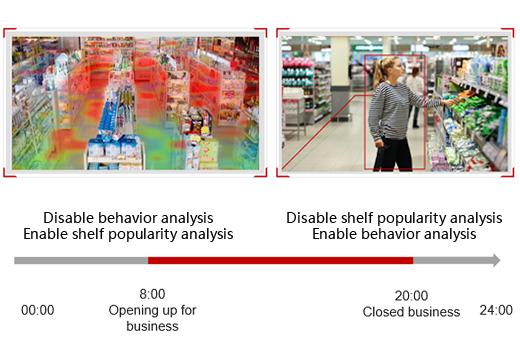 Disable behavior analysis
Enable shelf popularity analysis
Disable shelf popularity analysis
Enable behavior analysis
00:00
8:00
Opening up for
business
20:00
Closed business
24:00